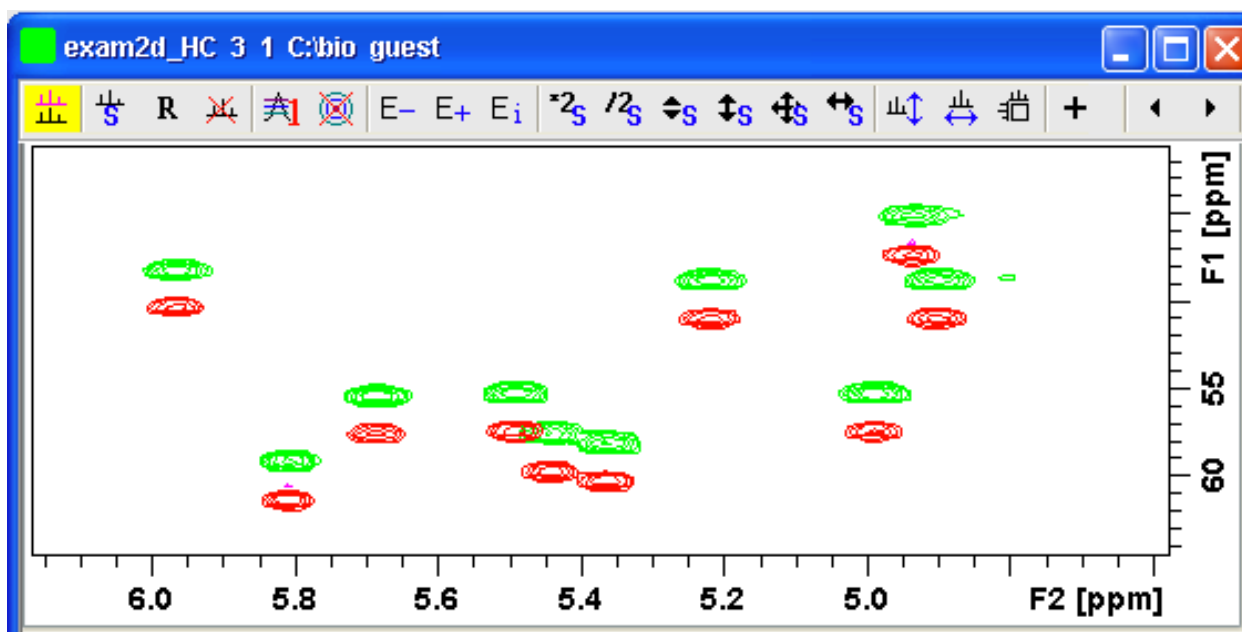 exam2d_HC 3 1 C:\bio guest
S R 1 E- E+ Ei *2S /2S S S S S +
F1 [ppm]
55
60
6.0 5.8 5.6 5.4 5.2 5.0 F2 [ppm]